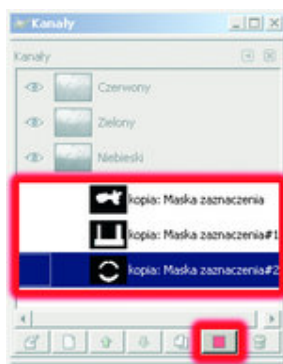 Kanały
Kanały
Czerwony
Zielony
Niebieski
kopia: Maska zaznaczenia
kopia: Maska zaznaczenia#1
kopia: Maska zaznaczenia#2